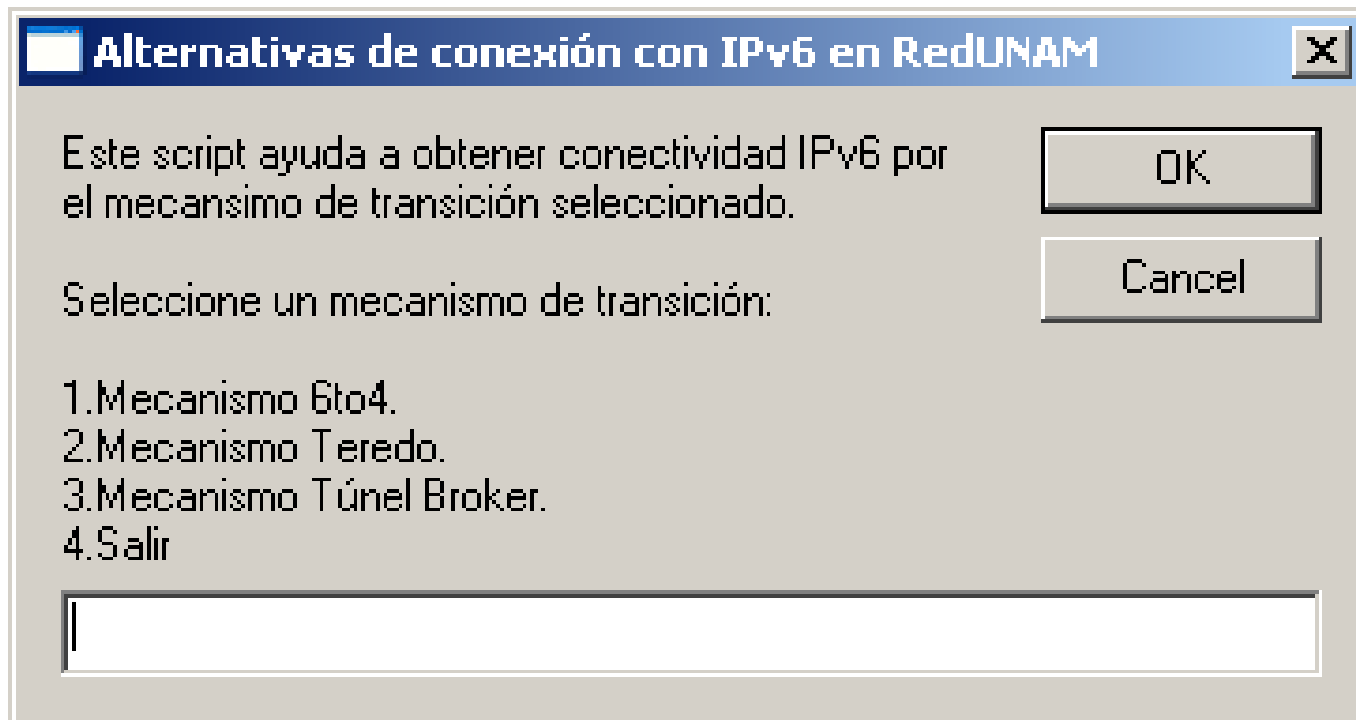 Alternativas de conexión con IPv6 en RedUNAM
Este script ayuda a obtener conectividad IPv6 por
el mecansimo de transición seleccionado.
OK
Cancel
Seleccione un mecanismo de transición:
1.Mecanismo 6to4.
2.Mecanismo Teredo.
3.Mecanismo Túnel Broker.
4.Salir